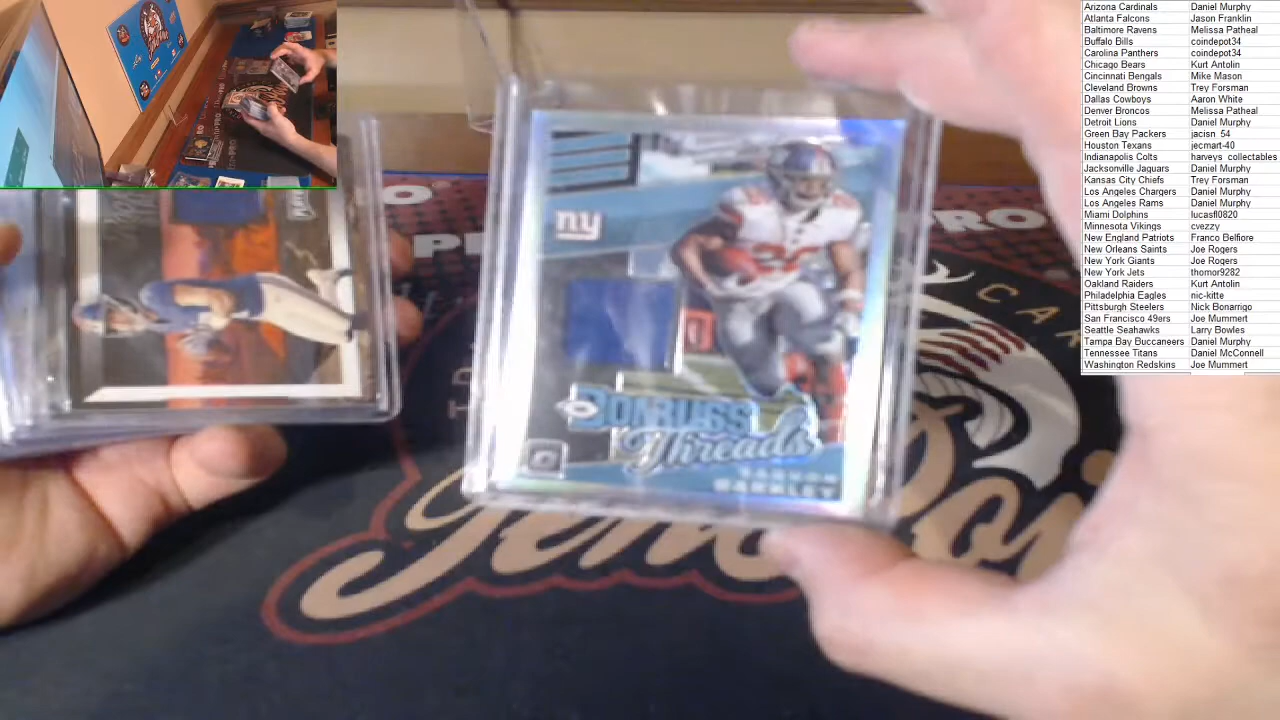 Arizona Cardinals Daniel Murphy
Atlanta Falcons Jason Franklin
Baltimore Ravens Melissa Patheal
Buffalo Bills coindepot34
Carolina Panthers coindepot34
Chicago Bears Kurt Antolin
Cincinnati Bengals Mike Mason
Cleveland Browns Trey Forsman
Dallas Cowboys Aaron White
Denver Broncos Melissa Patheal
Detroit Lions Daniel Murphy
Green Bay Packers jacisn_54
Houston Texans jecmart-40
Indianapolis Colts harveys_collectables
Jacksonville Jaguars Daniel Murphy
Kansas City Chiefs Trey Forsman
Los Angeles Chargers Daniel Murphy
Los Angeles Rams Daniel Murphy
Miami Dolphins lucasfl0820
Minnesota Vikings cvezzy
New England Patriots Franco Belfiore
New Orleans Saints Joe Rogers
New York Giants Joe Rogers
New York Jets thomor9282
Oakland Raiders Kurt Antolin
Philadelphia Eagles nic-kitte
Pittsburgh Steelers Nick Bonarrigo
San Francisco 49ers Joe Mummert
Seattle Seahawks Larry Bowles
Tampa Bay Buccaneers Daniel Murphy
Tennessee Titans Daniel McConnell
Washington Redskins Joe Mummert
ny
DONRUSS
Threads
BARKLEY
PRO